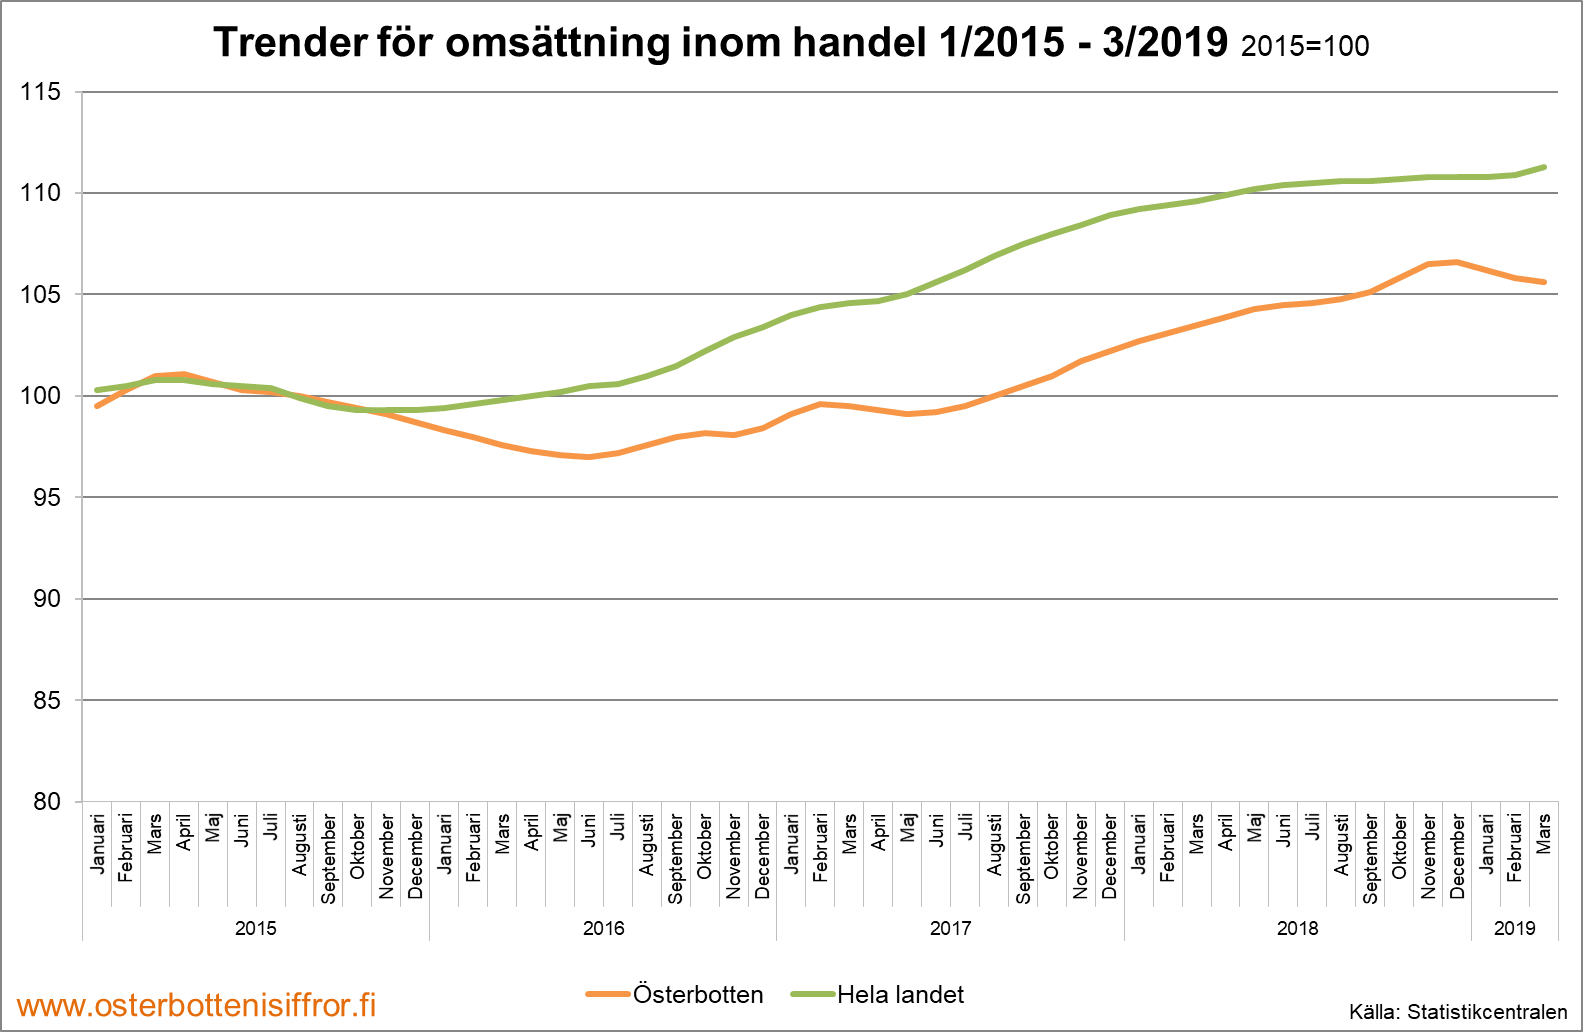 Trender för omsättning inom handel 1/2015 - 3/2019 2015=100
115
110
105
100
95
90
85
80
Januari Februari Mars April Maj Juni Juli Augusti September Oktober November December Januari Februari Mars April Maj Juni Juli Augusti September Oktober November December Januari Februari Mars April Maj Juni Juli Augusti September Oktober November December Januari Februari Mars April Maj Juni Juli Augusti September Oktober November December Januari Februari Mars
2015 2016 2017 2018 2019
Österbotten Hela landet
www.osterbottenisiffror.fi
Källa: Statistikcentralen